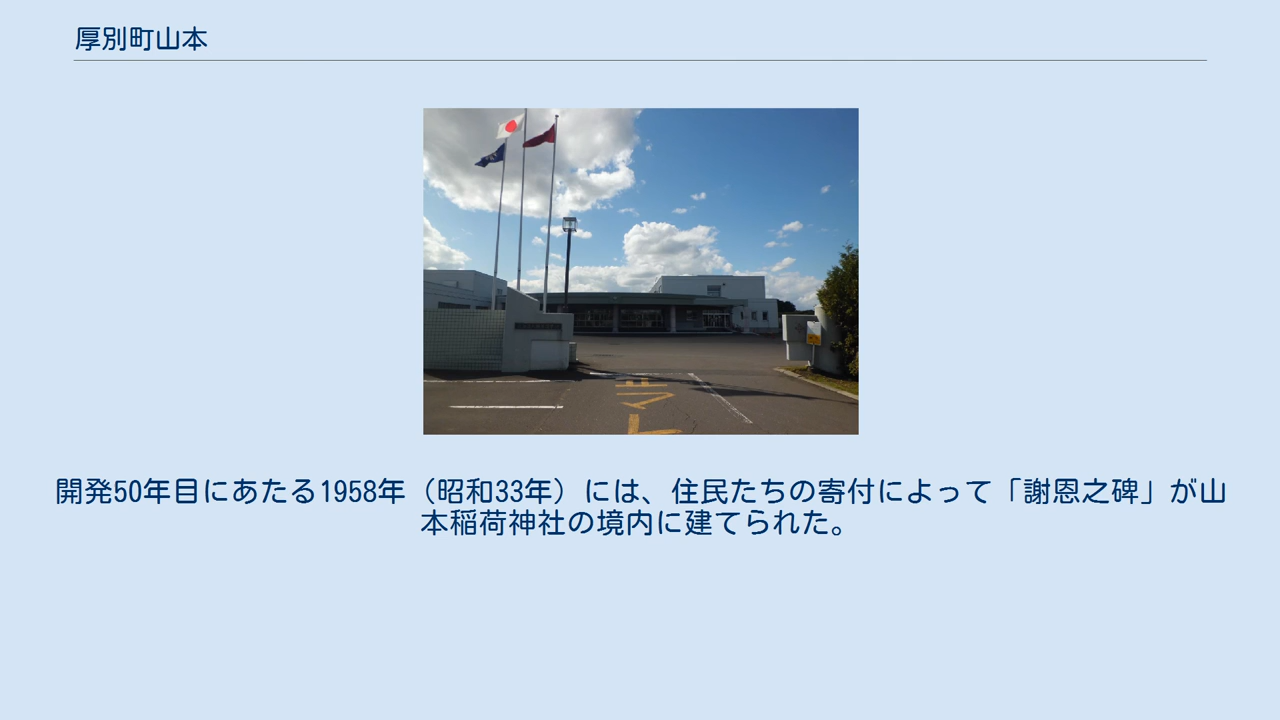 厚別町山本
開発50年目にあたる1958年（昭和33年）には、住民たちの寄付によって「謝恩之碑」が山
本稲荷神社の境内に建てられた。